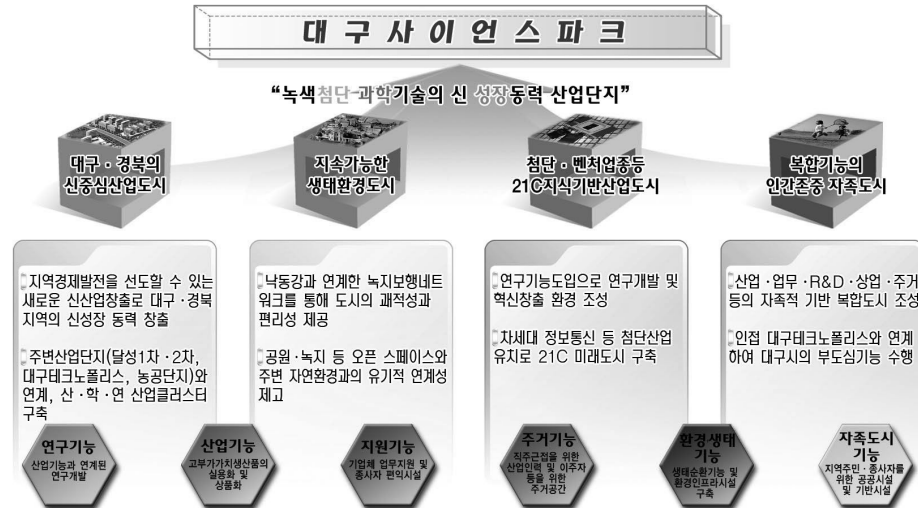 대구사이언스파크
“녹색첨단 과학기술의 신 성장동력 산업단지”
대구·경북의
신중심산업도시
지속가능한
생태환경도시
첨단·벤처업종등
21C지식기반산업도시
복합기능의
인간존중 자족도시
지역경제발전을 선도할 수 있는
새로운 신산업창출로 대구·경북
지역의 신성장 동력 창출
주변산업단지(달성1차·2차,
대구테크노폴리스, 농공단지)와
연계, 산·학·연 산업클러스터
구축
낙동강과 연계한 녹지보행네트
워크를 통해 도시의 쾌적성과
편리성 제공
공원·녹지 등 오픈 스페이스와
주변 자연환경과의 유기적 연계성
제고
연구기능도입으로 연구개발 및
혁신창출 환경 조성
차세대 정보통신 등 첨단산업
유치로 21C 미래도시 구축
산업·업무·R&D·상업·주거
등의 자족적 기반 복합도시 조성
인접 대구테크노폴리스와 연계
하여 대구시의 부도심기능 수행
연구기능
산업기능과 연계된
연구개발
산업기능
고부가가치생산품의
실용화 및
상품화
지원기능
기업체 업무지원 및
종사자 편익시설
주거기능
직주근접을 위한
산업인력 및 이주자
등을 위한
주거공간
환경생태
기능
생태순환기능 및
환경인프라시설
구축
자족도시
기능
지역주민·종사자를
위한 공공시설
및 기반시설